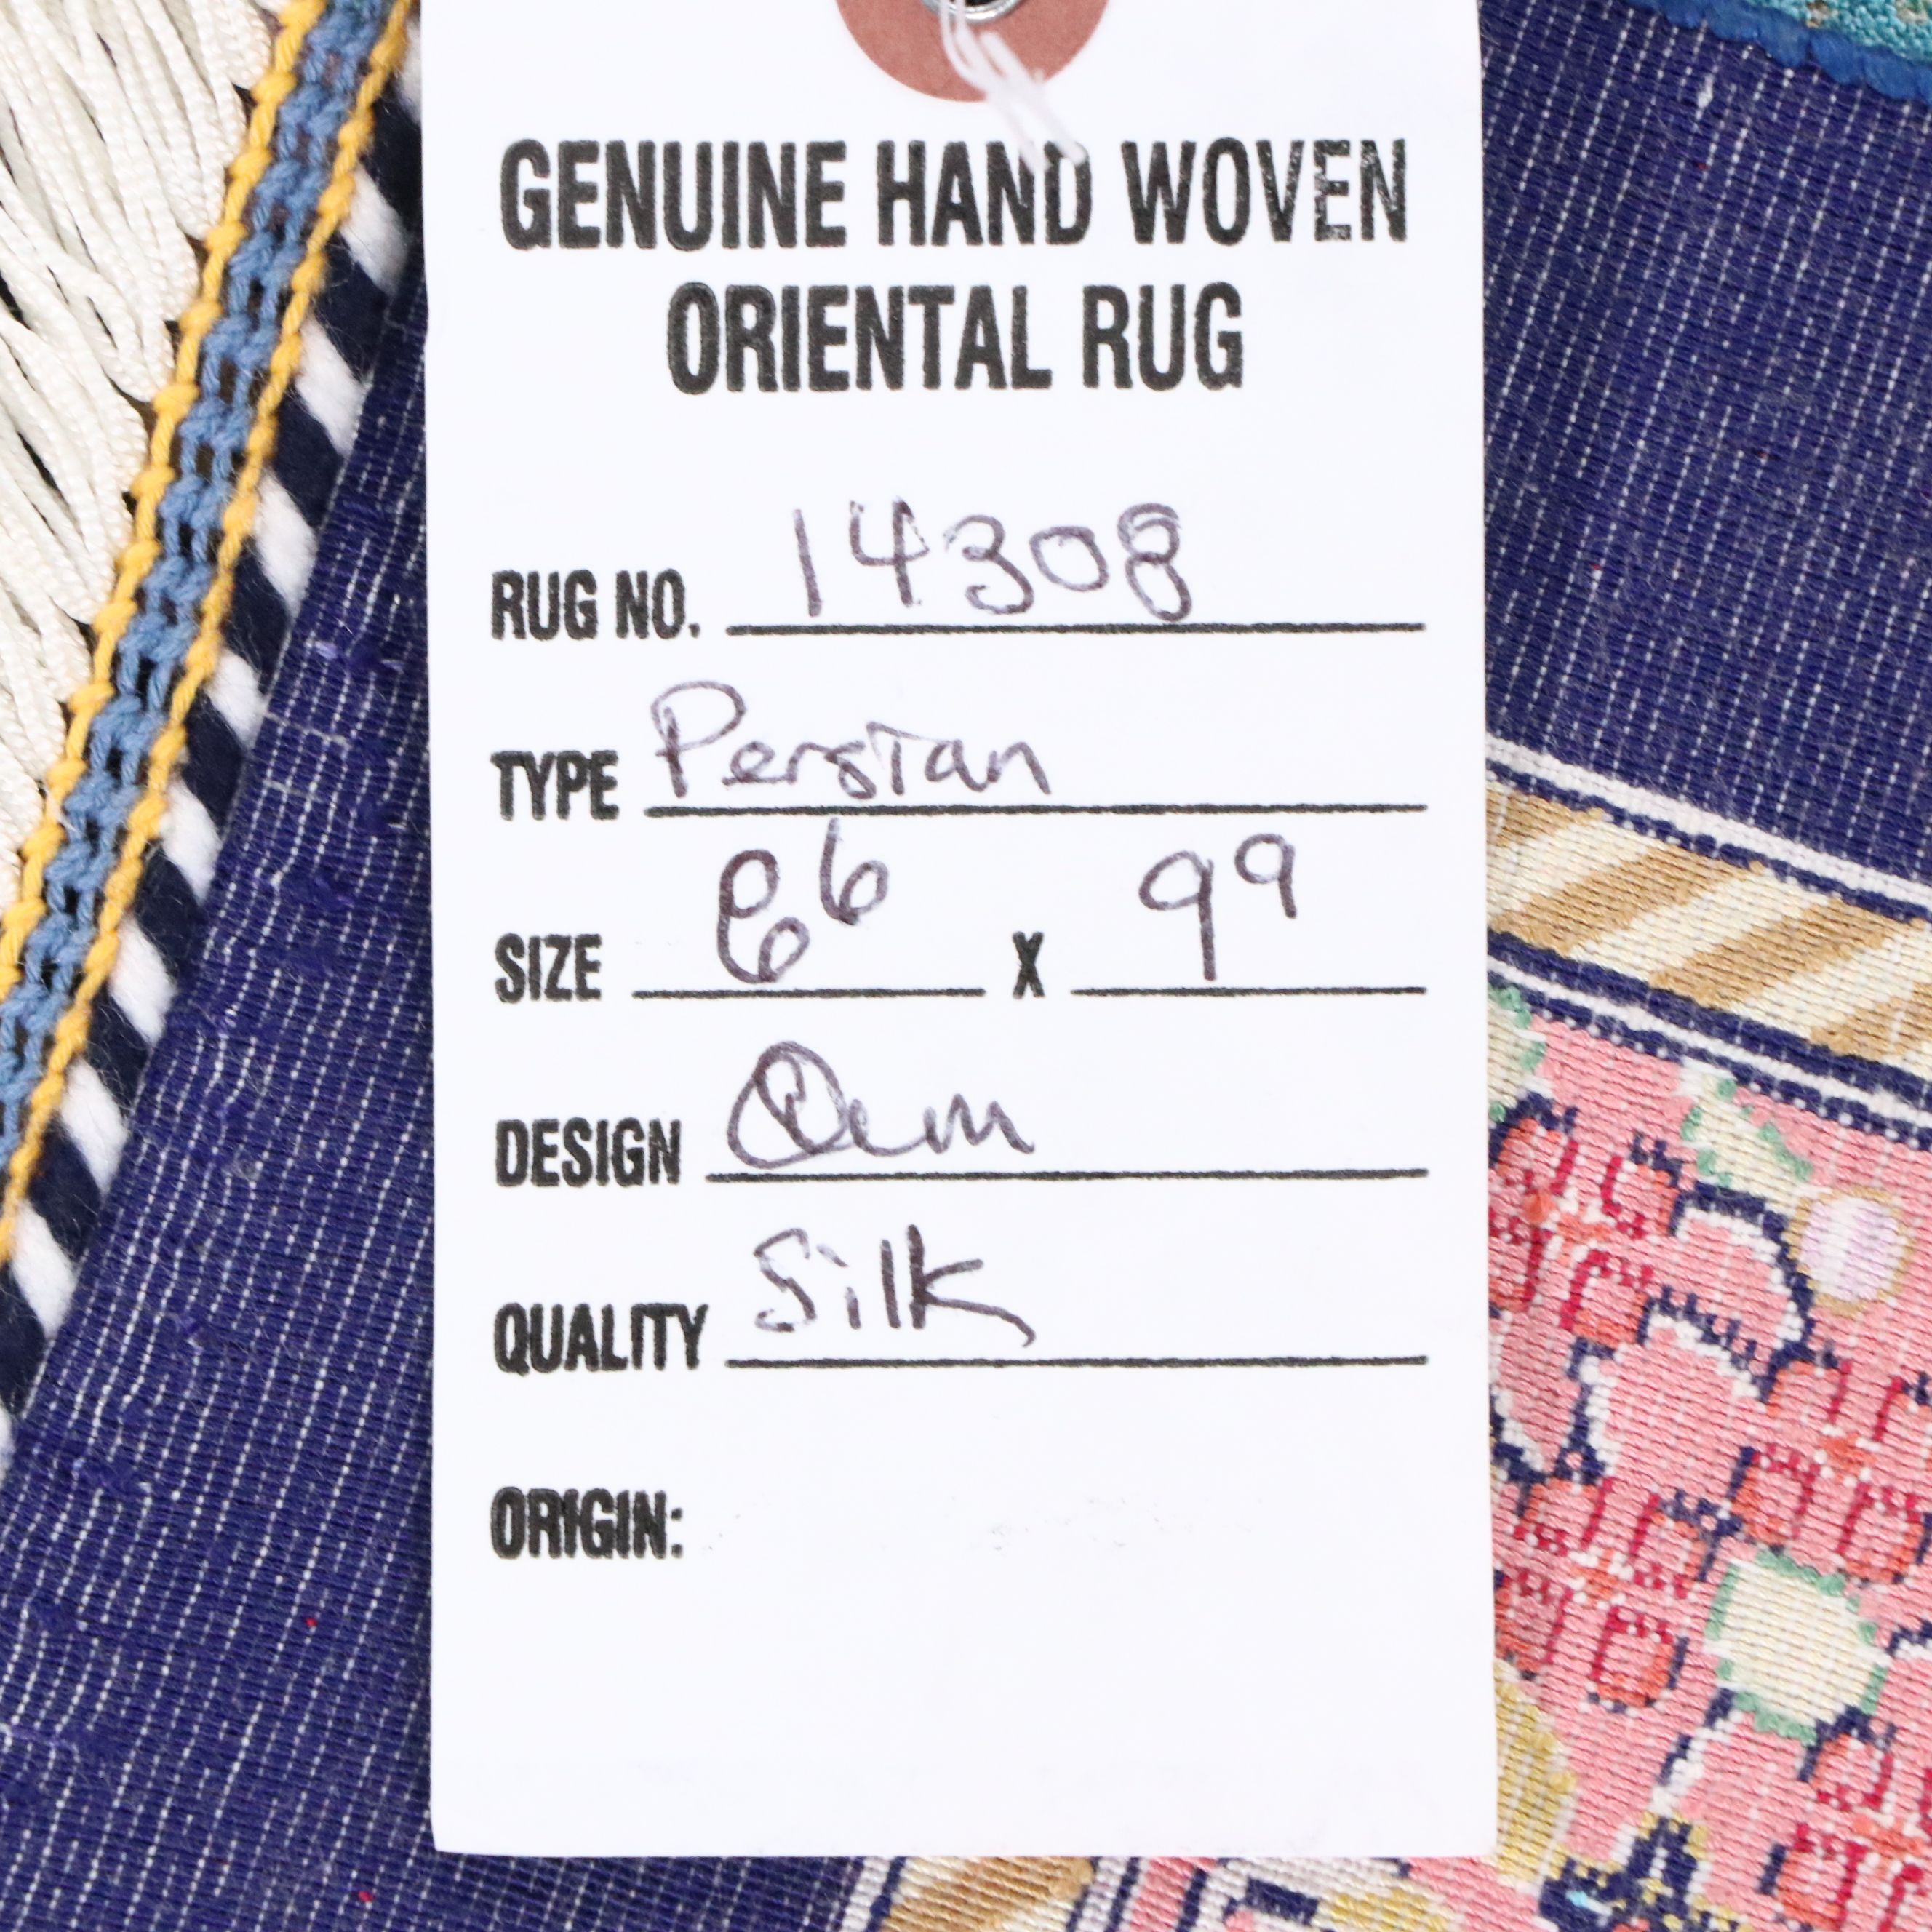 GENUINE HAND WOVEN
ORIENTAL RUG
RUG NO. 14308
TYPE Persian
SIZE 6⁶ X 9⁹
DESIGN Qum
QUALITY Silk
ORIGIN: